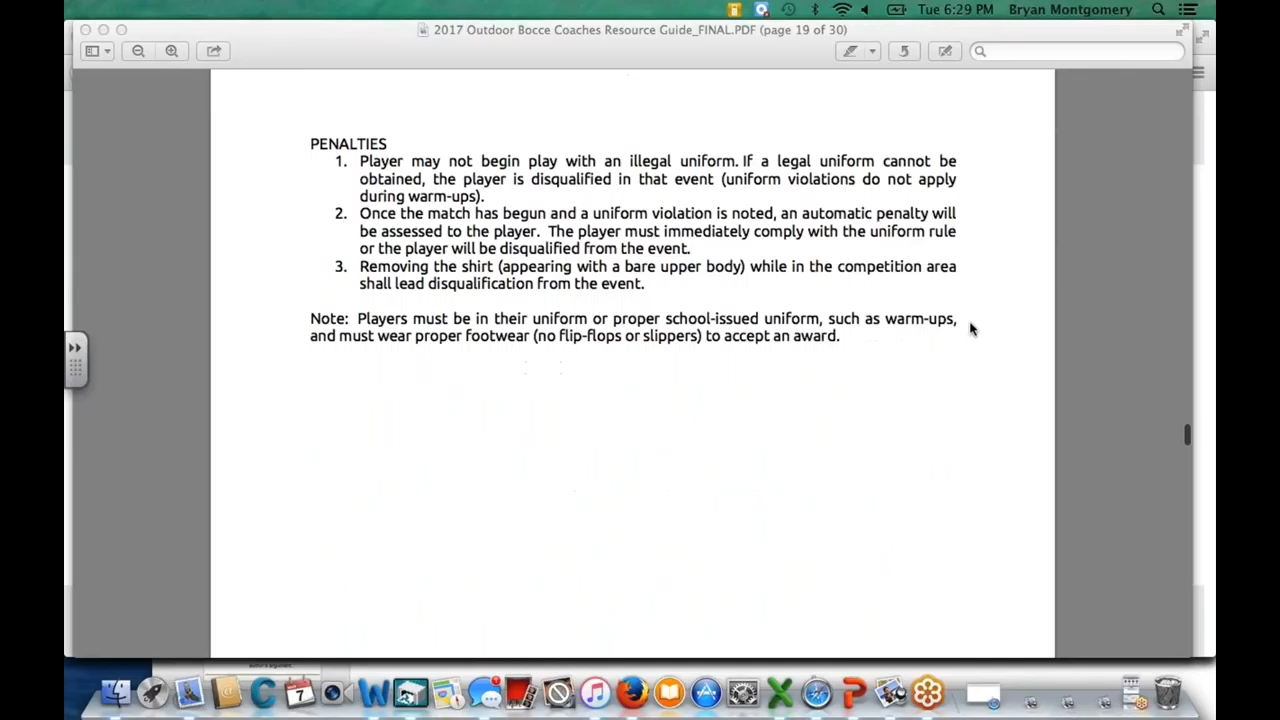 Tue 6:29 PM Bryan Montgomery
2017 Outdoor Bocce Coaches Resource Guide_FINAL.PDF (page 19 of 30)
PENALTIES
1. Player may not begin play with an illegal uniform. If a legal uniform cannot be
obtained, the player is disqualified in that event (uniform violations do not apply
during warm-ups).
2. Once the match has begun and a uniform violation is noted, an automatic penalty will
be assessed to the player. The player must immediately comply with the uniform rule
or the player will be disqualified from the event.
3. Removing the shirt (appearing with a bare upper body) while in the competition area
shall lead disqualification from the event.
Note: Players must be in their uniform or proper school-issued uniform, such as warm-ups,
and must wear proper footwear (no flip-flops or slippers) to accept an award.
7